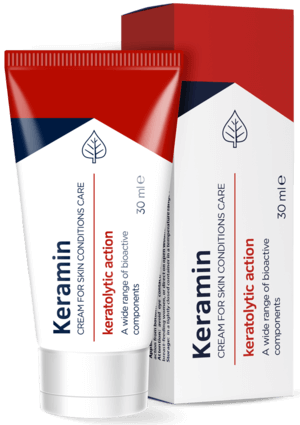 Keramin
CREAM FOR SKIN CONDITIONS CARE
keratolytic action
A wide range of bioactive
components
30 ml e
Keramin
CREAM FOR SKIN CONDITIONS CARE
keratolytic action
A wide range of bioactive
components
30 ml e